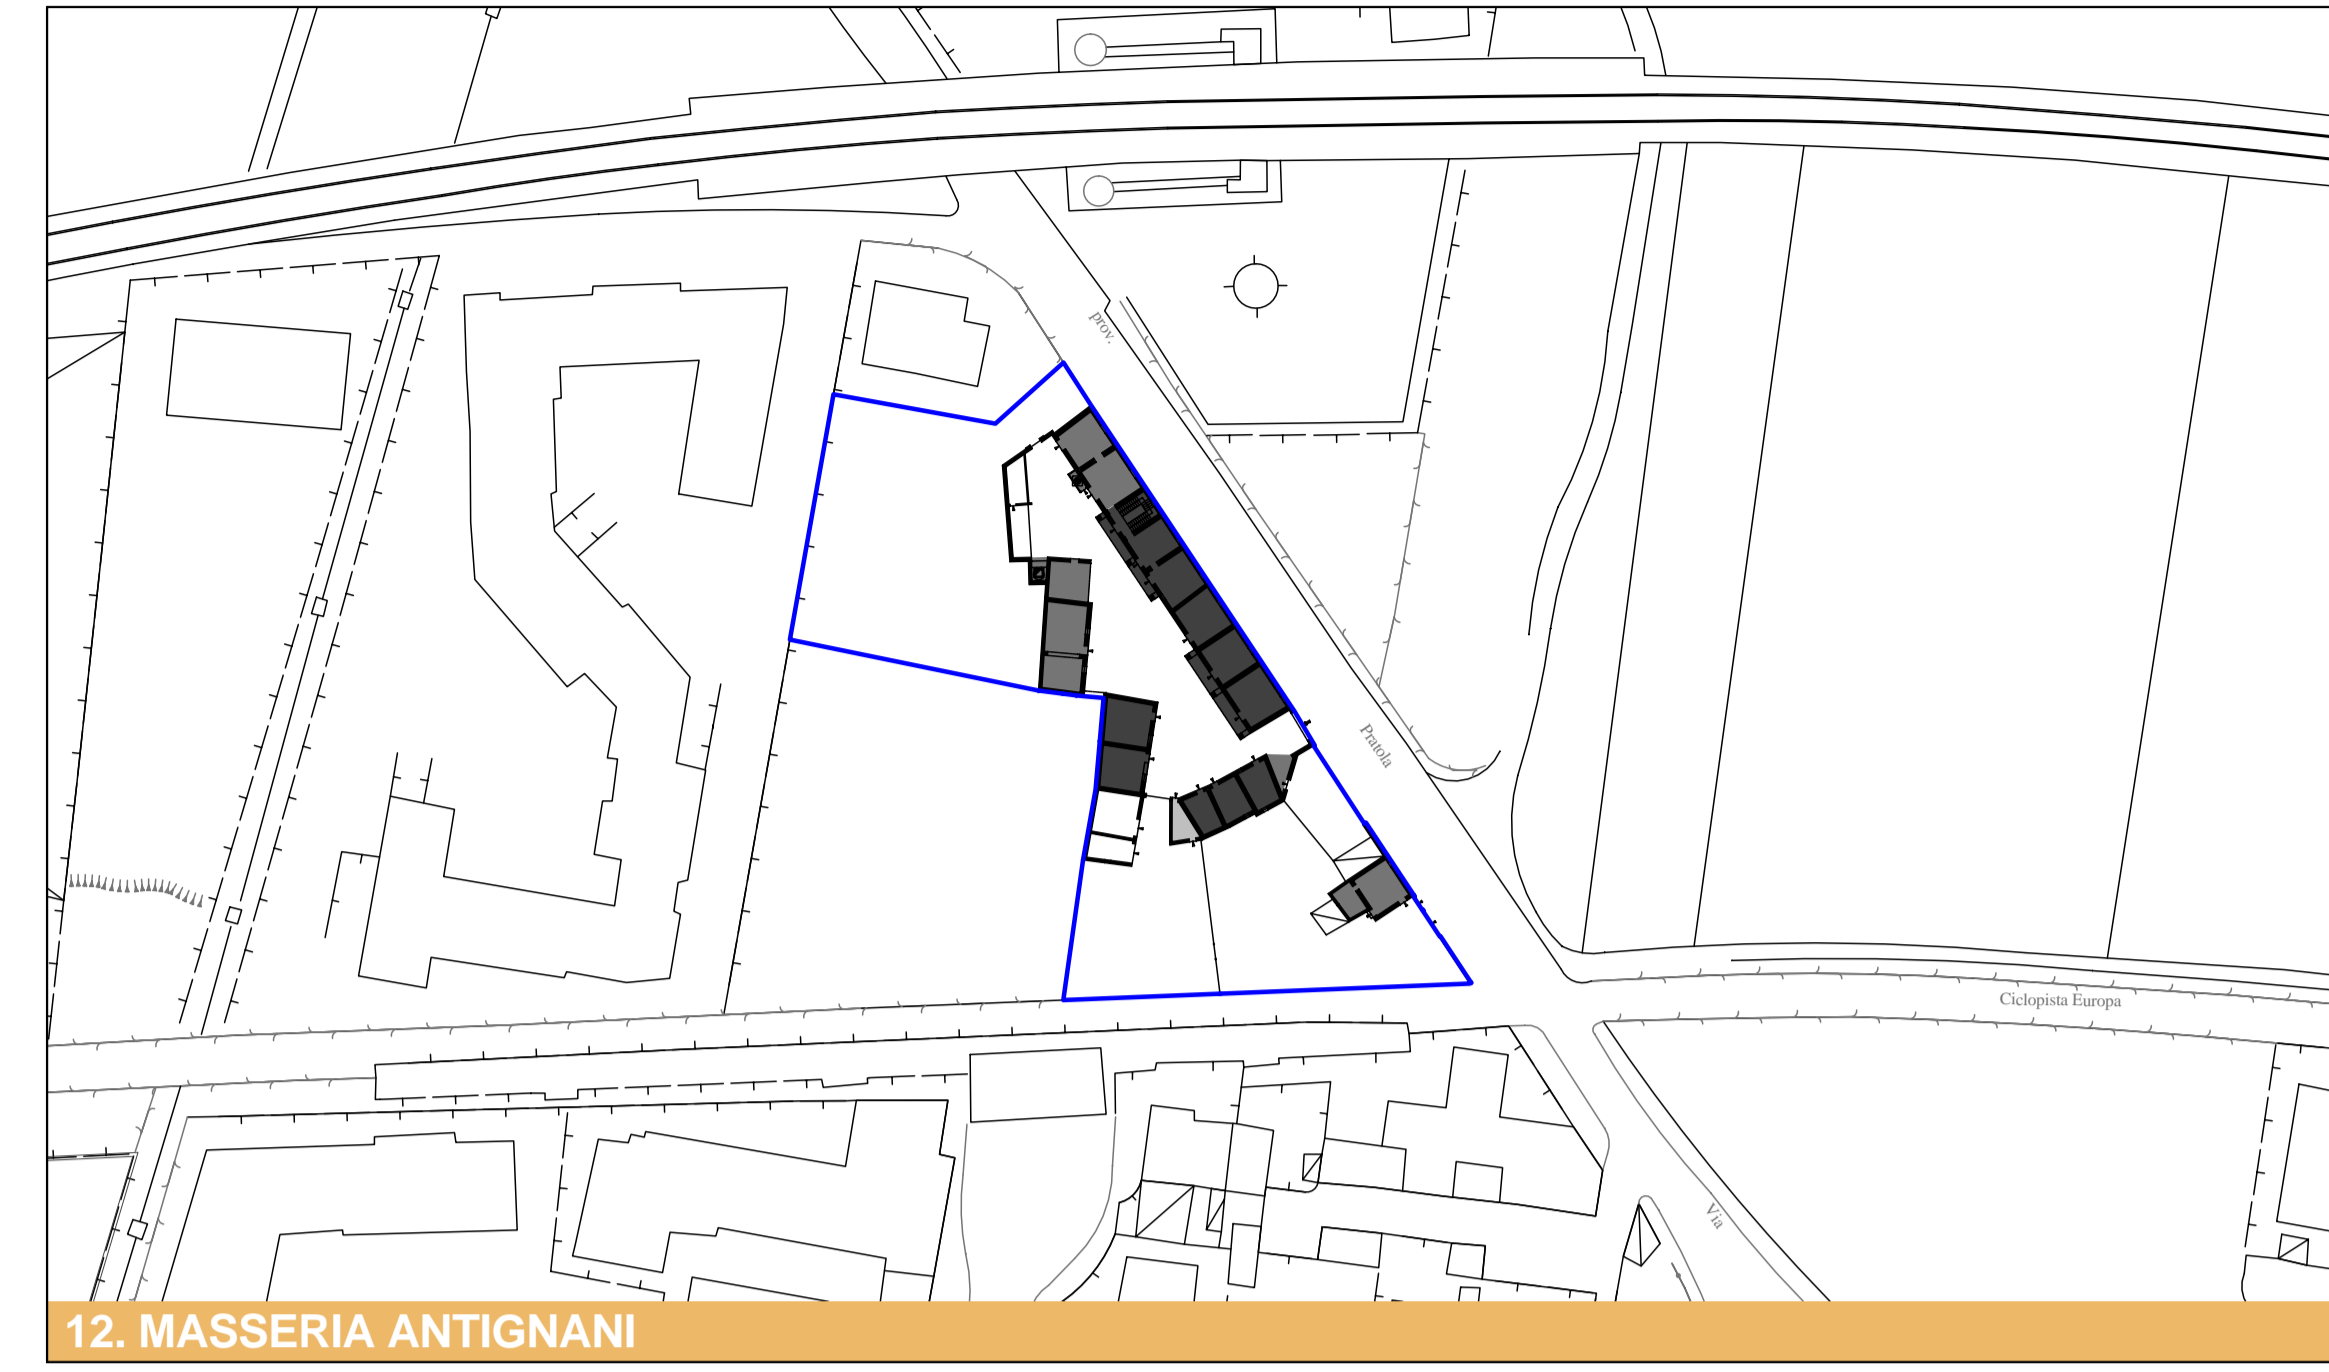 prov.
Pratola
Ciclopista Europa
Via
12. MASSERIA ANTIGNANI